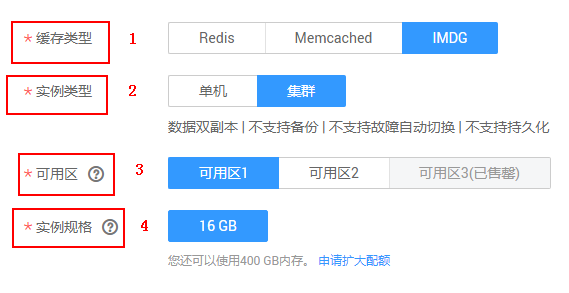 * 缓存类型 1 Redis Memcached IMDG
* 实例类型 2 单机 集群
数据双副本 | 不支持备份 | 不支持故障自动切换 | 不支持持久化
* 可用区 ? 3 可用区1 可用区2 可用区3(已售罄)
* 实例规格 ? 4 16 GB
您还可以使用400 GB内存。 申请扩大配额